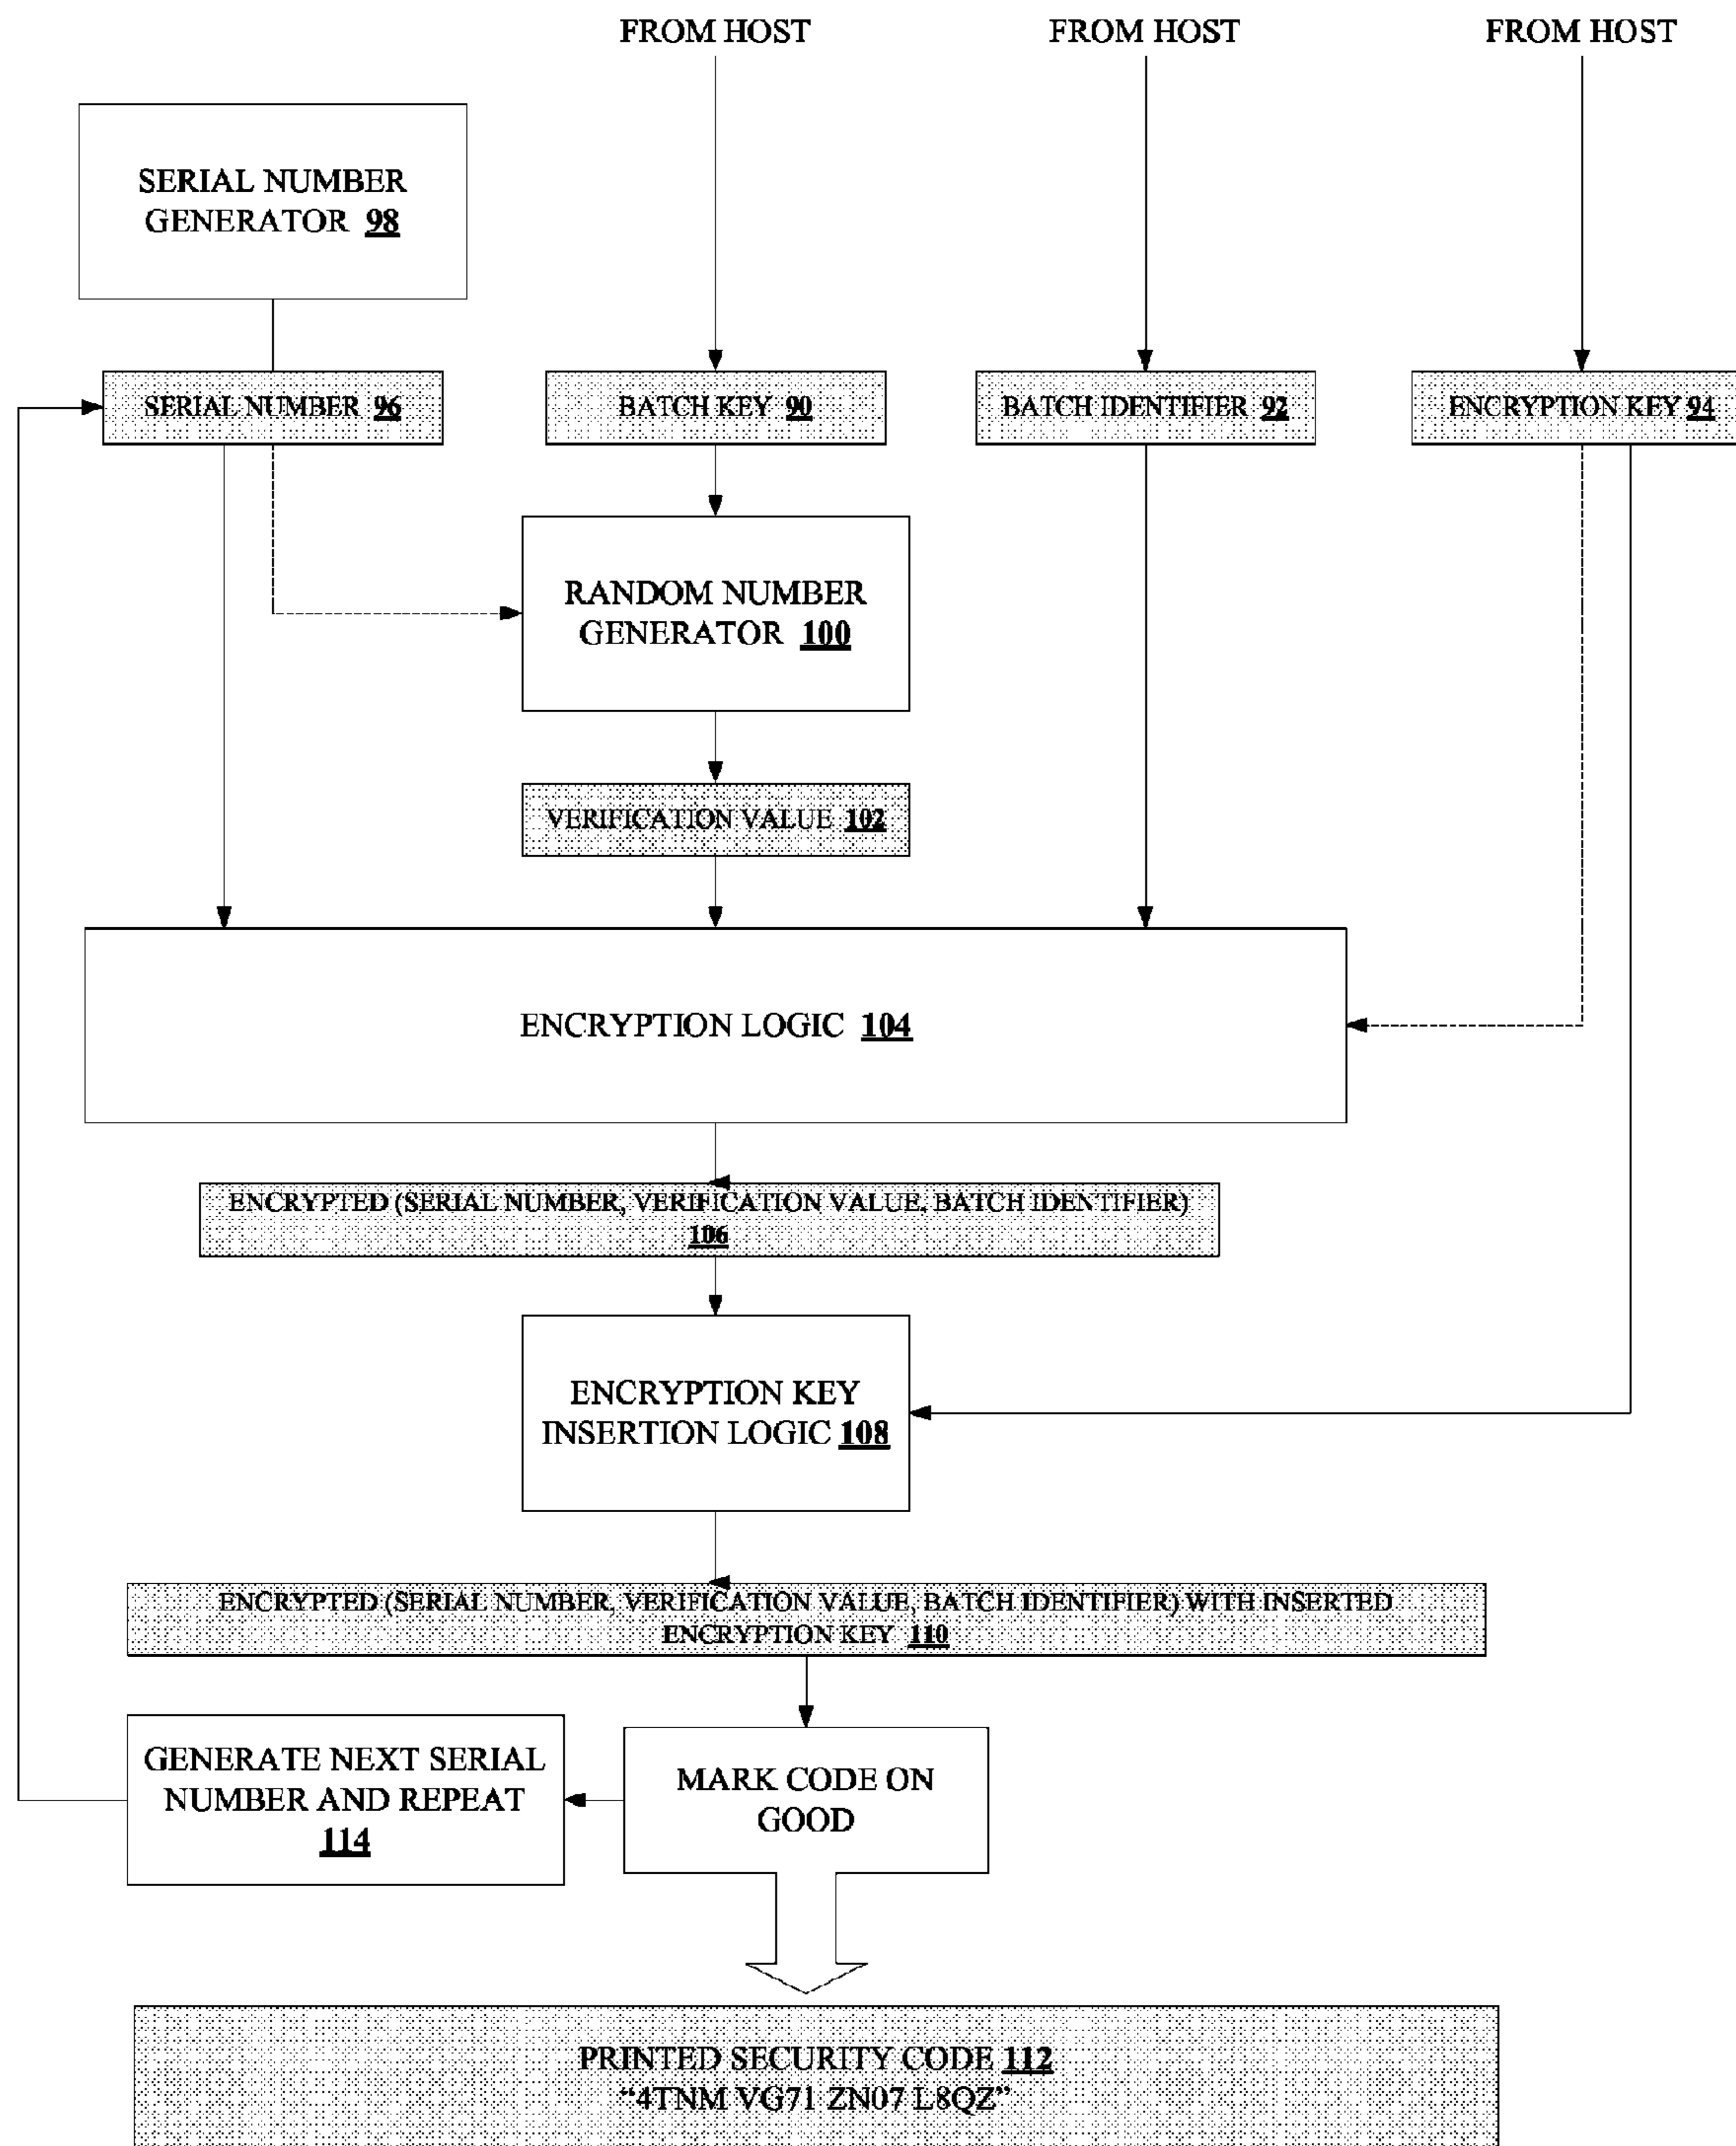 FROM HOST
FROM HOST
FROM HOST
SERIAL NUMBER
GENERATOR 98
SERIAL NUMBER 96
BATCH KEY 90
BATCH IDENTIFIER 92
ENCRYPTION KEY 94
RANDOM NUMBER
GENERATOR 100
VERIFICATION VALUE 102
ENCRYPTION LOGIC 104
ENCRYPTED (SERIAL NUMBER, VERIFICATION VALUE, BATCH IDENTIFIER)
106
ENCRYPTION KEY
INSERTION LOGIC 108
ENCRYPTED (SERIAL NUMBER, VERIFICATION VALUE, BATCH IDENTIFIER) WITH INSERTED
ENCRYPTION KEY 110
GENERATE NEXT SERIAL
NUMBER AND REPEAT
114
MARK CODE ON
GOOD
PRINTED SECURITY CODE 112
“4TNM VG71 ZN07 L8QZ”